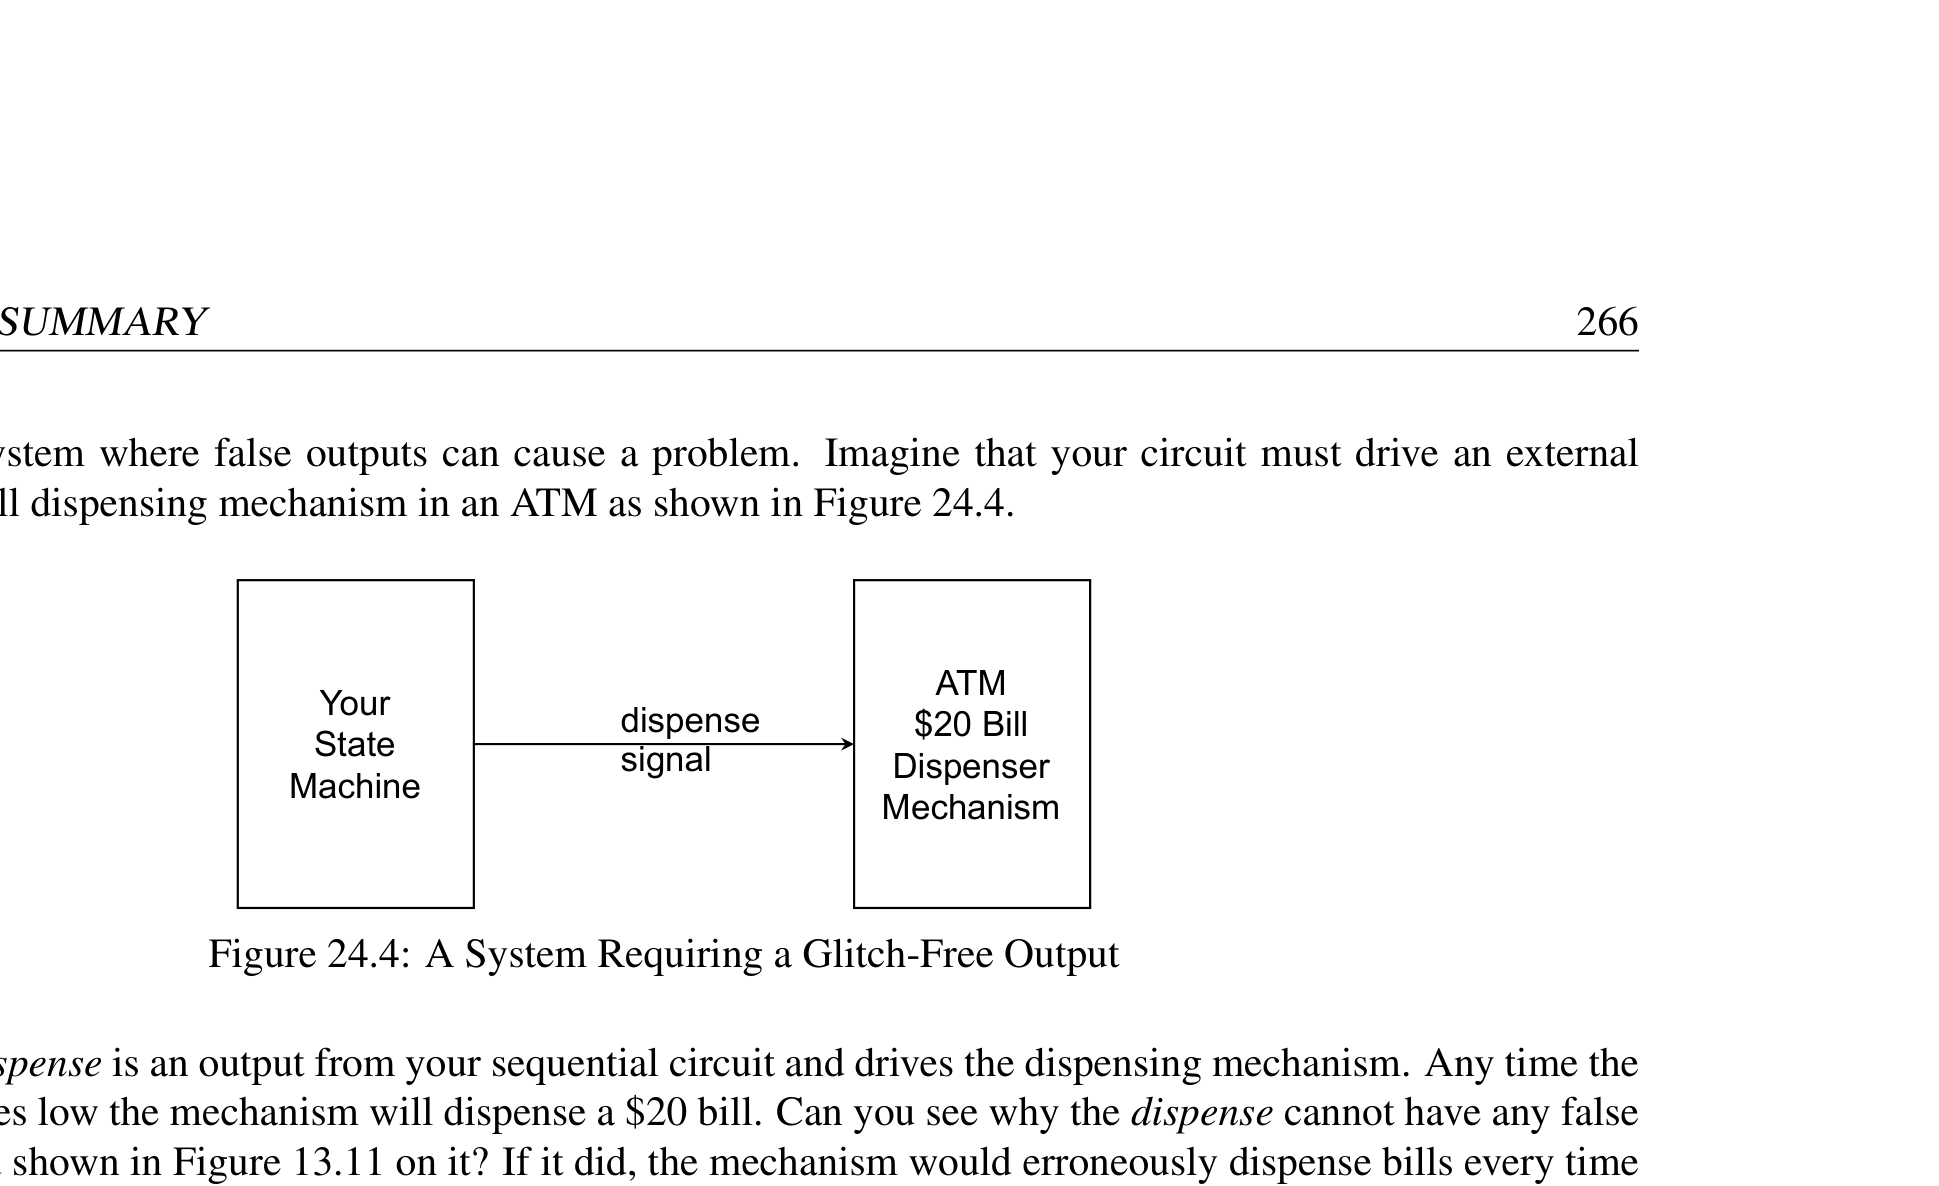 SUMMARY 266
where false outputs can cause a problem. Imagine that your circuit must drive an external
dispensing mechanism in an ATM as shown in Figure 24.4.
Your
State
Machine
dispense
signal
ATM
$20 Bill
Dispenser
Mechanism
Figure 24.4: A System Requiring a Glitch-Free Output
is an output from your sequential circuit and drives the dispensing mechanism. Any time the
low the mechanism will dispense a $20 bill. Can you see why the dispense cannot have any false
shown in Figure 13.11 on it? If it did, the mechanism would erroneously dispense bills every time